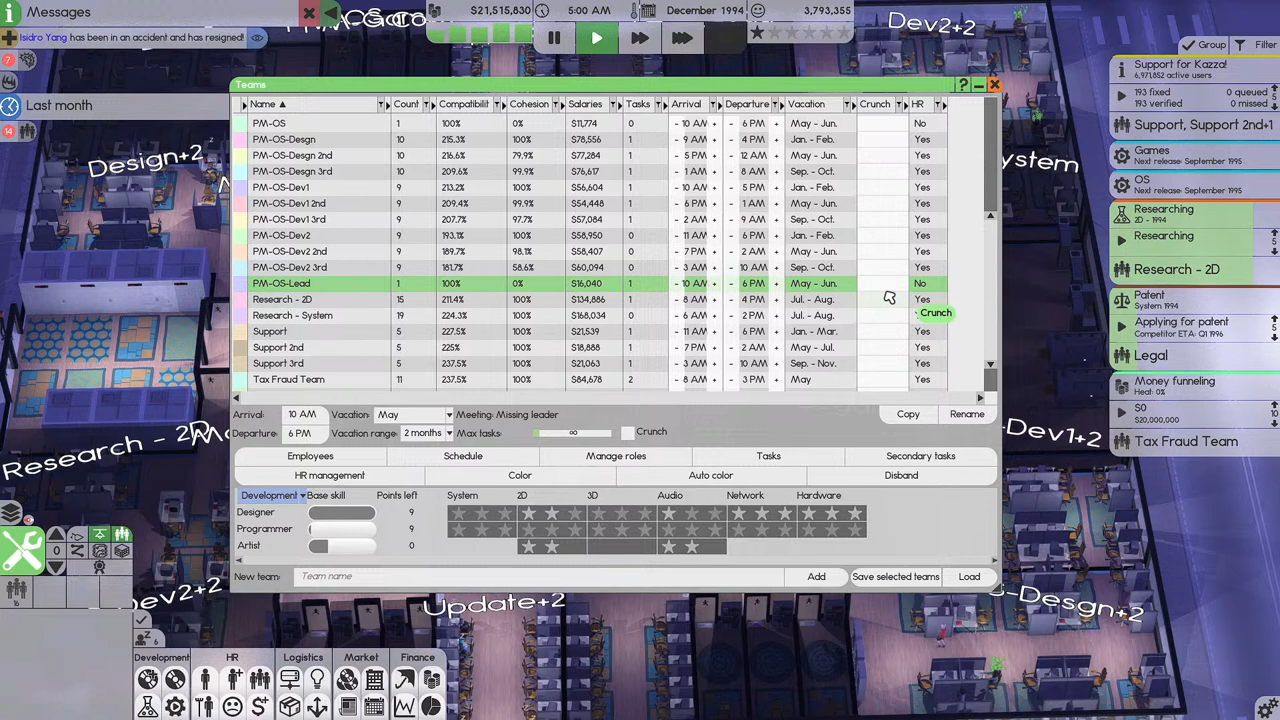 Messages
Isidro Yang has been in an accident and has resigned!
7
Last month
14
$21,515,830
5:00 AM
December 1994
3,793,355
Design+2
Dev2+2
Research - 2D
Dev1+2
Dev2+2
Update+2
Teams
?
Name Count Compatibilit Cohesion Salaries Tasks Arrival Departure Vacation Crunch HR
PM-OS 1 100% 0% $11,774 0 - 10 AM + - 6 PM + May - Jun. No
PM-OS-Desgn 10 215.3% 100% $78,556 1 - 9 AM + - 4 PM + Jan - Feb. Yes
PM-OS-Desgn 2nd 10 216.6% 79.9% $77,284 1 - 5 PM + - 12 AM + May - Jun. Yes
PM-OS-Desgn 3rd 10 209.6% 99.9% $76,617 1 - 1 AM + - 8 AM + Sep. - Oct. Yes
PM-OS-Dev1 9 213.2% 100% $56,604 1 - 10 AM + - 5 PM + Jan - Feb. Yes
PM-OS-Dev1 2nd 9 209.4% 99.9% $54,448 1 - 6 PM + - 1 AM + May - Jun. Yes
PM-OS-Dev1 3rd 9 207.7% 97.7% $57,084 1 - 2 AM + - 9 AM + Sep. - Oct. Yes
PM-OS-Dev2 9 193.1% 100% $58,950 1 - 11 AM + - 6 PM + Jan - Feb. Yes
PM-OS-Dev2 2nd 9 189.7% 98.1% $58,407 1 - 7 PM + - 2 AM + May - Jun. Yes
PM-OS-Dev2 3rd 9 181.7% 58.6% $60,094 1 - 3 AM + - 10 AM + Sep. - Oct. Yes
PM-OS-Lead 1 100% 0% $16,040 1 - 10 AM + - 6 PM + May - Jun. No
Research - 2D 15 211.4% 100% $134,886 1 - 8 AM + - 4 PM + Jul. - Aug. Yes
Research - System 19 224.3% 100% $168,034 1 - 6 AM + - 2 PM + Jul. - Aug.
Crunch
Support 5 227.5% 100% $21,539 1 - 11 AM + - 6 PM + Jan - Mar. Yes
Support 2nd 5 225% 100% $18,888 1 - 7 PM + - 2 AM + May - Jul. Yes
Support 3rd 5 237.5% 100% $21,063 1 - 3 AM + - 10 AM + Sep. - Nov. Yes
Tax Fraud Team 11 237.5% 100% $84,678 2 - 8 AM + - 3 PM + May Yes
Arrival: 10 AM Vacation: May Meeting: Missing leader Copy Rename
Departure: 6 PM Vacation range: 2 months Max tasks: ∞ Crunch
Employees Schedule Manage roles Tasks Secondary tasks
HR management Color Auto color Disband
Development Base skill Points left System 2D 3D Audio Network Hardware
Designer 9
Programmer 9
Artist 0
New team: Team name Add Save selected teams Load
Group Filter
Support for Kazza!
6,971,852 active users
193 fixed 0 queued
193 verified 0 missed
Support, Support 2nd+1
Games
Next release: September 1995
OS
Next release: September 1995
Researching
2D - 1994
Researching
5
5
Research - 2D
Patent
System 1994
Applying for patent
Competitor ETA: Q1 1996
5
5
Legal
Money funneling
Heat: 0%
$0
$20,000,000
10
Tax Fraud Team
0
16
6
Development HR Logistics Market Finance